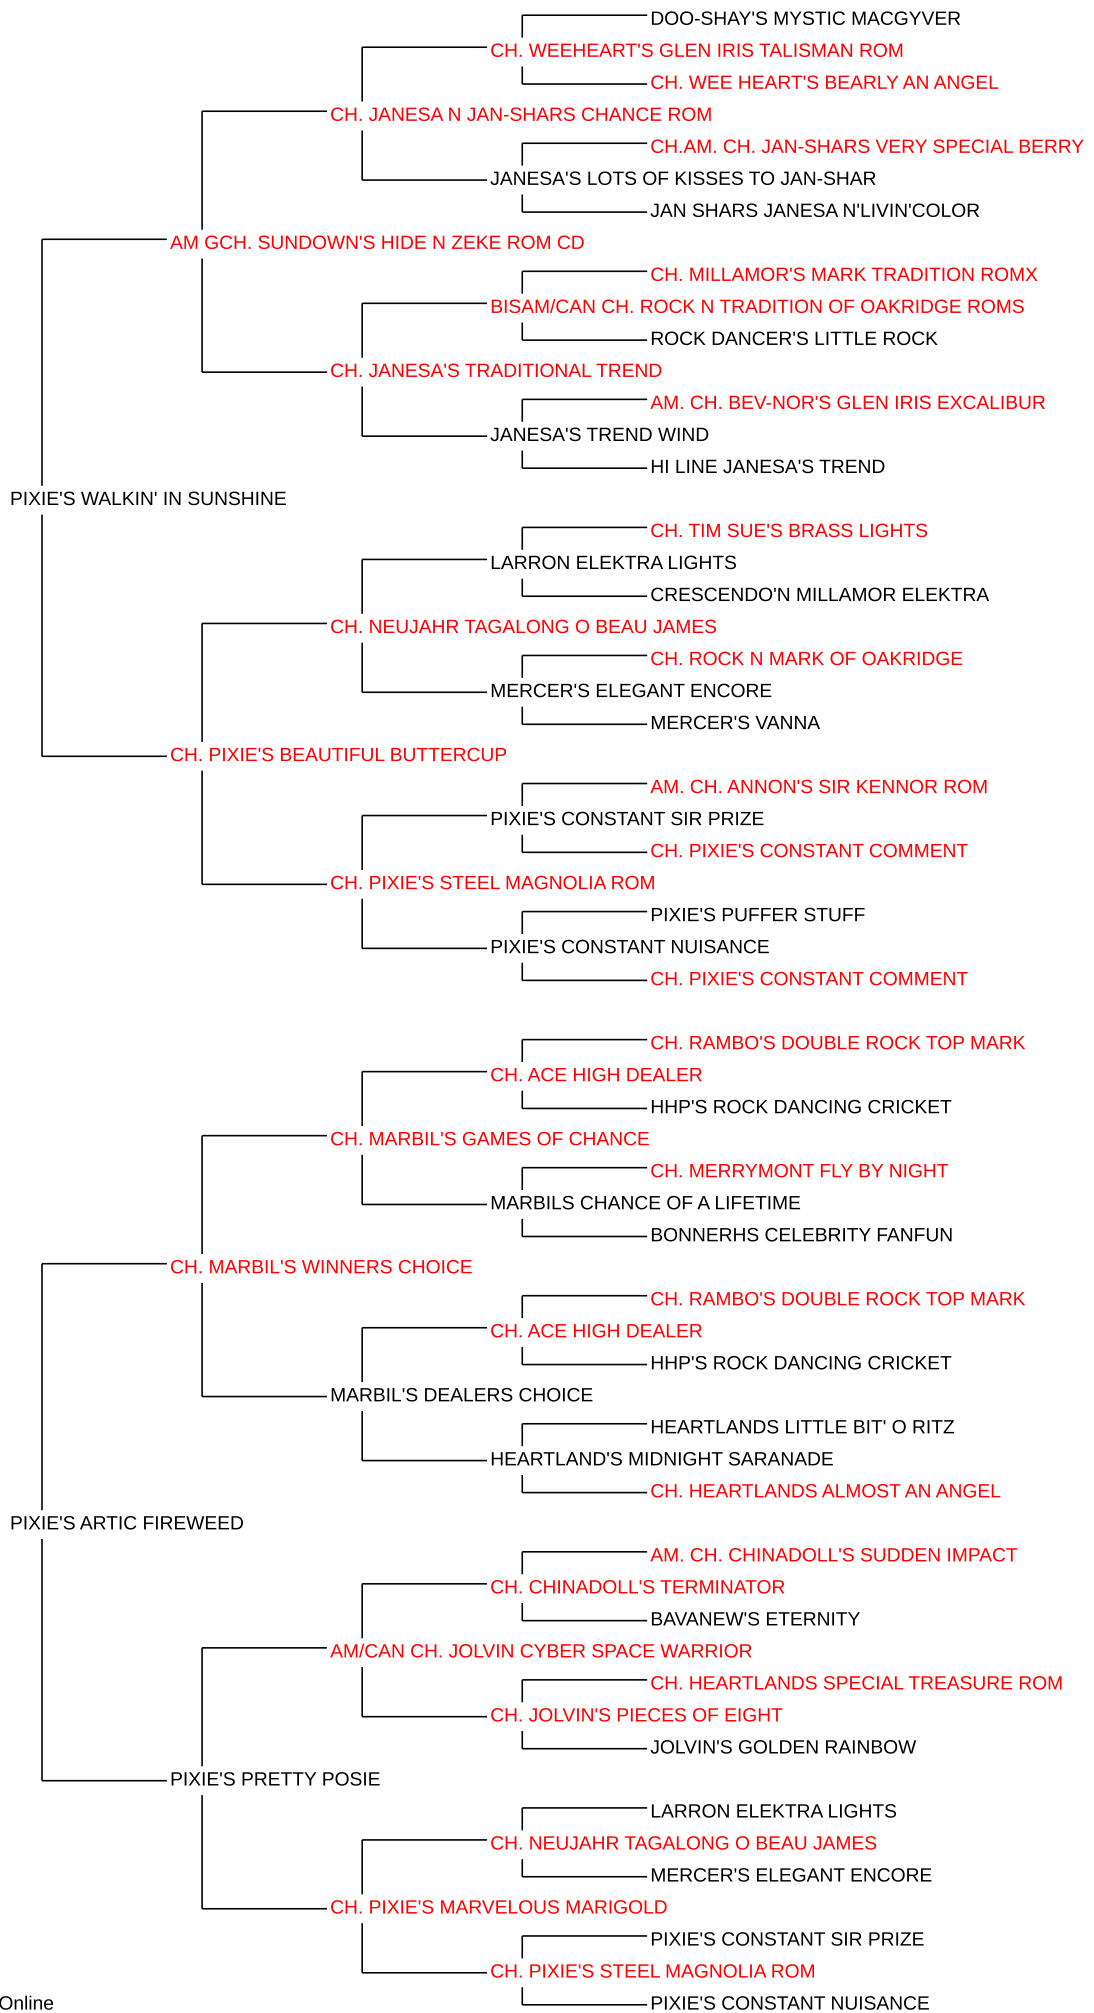 DOO-SHAY'S MYSTIC MACGYVER
CH. WEEHEART'S GLEN IRIS TALISMAN ROM
CH. WEE HEART'S BEARLY AN ANGEL
CH. JANESA N JAN-SHARS CHANCE ROM
CH.AM. CH. JAN-SHARS VERY SPECIAL BERRY
JANESA'S LOTS OF KISSES TO JAN-SHAR
JAN SHARS JANESA N'LIVIN'COLOR
AM GCH. SUNDOWN'S HIDE N ZEKE ROM CD
CH. MILLAMOR'S MARK TRADITION ROMX
BISAM/CAN CH. ROCK N TRADITION OF OAKRIDGE ROMS
ROCK DANCER'S LITTLE ROCK
CH. JANESA'S TRADITIONAL TREND
AM. CH. BEV-NOR'S GLEN IRIS EXCALIBUR
JANESA'S TREND WIND
HI LINE JANESA'S TREND
PIXIE'S WALKIN' IN SUNSHINE
CH. TIM SUE'S BRASS LIGHTS
LARRON ELEKTRA LIGHTS
CRESCENDO'N MILLAMOR ELEKTRA
CH. NEUJAHR TAGALONG O BEAU JAMES
CH. ROCK N MARK OF OAKRIDGE
MERCER'S ELEGANT ENCORE
MERCER'S VANNA
CH. PIXIE'S BEAUTIFUL BUTTERCUP
AM. CH. ANNON'S SIR KENNOR ROM
PIXIE'S CONSTANT SIR PRIZE
CH. PIXIE'S CONSTANT COMMENT
CH. PIXIE'S STEEL MAGNOLIA ROM
PIXIE'S PUFFER STUFF
PIXIE'S CONSTANT NUISANCE
CH. PIXIE'S CONSTANT COMMENT
CH. RAMBO'S DOUBLE ROCK TOP MARK
CH. ACE HIGH DEALER
HHP'S ROCK DANCING CRICKET
CH. MARBIL'S GAMES OF CHANCE
CH. MERRYMONT FLY BY NIGHT
MARBILS CHANCE OF A LIFETIME
BONNERHS CELEBRITY FANFUN
CH. MARBIL'S WINNERS CHOICE
CH. RAMBO'S DOUBLE ROCK TOP MARK
CH. ACE HIGH DEALER
HHP'S ROCK DANCING CRICKET
MARBIL'S DEALERS CHOICE
HEARTLANDS LITTLE BIT' O RITZ
HEARTLAND'S MIDNIGHT SARANADE
CH. HEARTLANDS ALMOST AN ANGEL
PIXIE'S ARTIC FIREWEED
AM. CH. CHINADOLL'S SUDDEN IMPACT
CH. CHINADOLL'S TERMINATOR
BAVANEW'S ETERNITY
AM/CAN CH. JOLVIN CYBER SPACE WARRIOR
CH. HEARTLANDS SPECIAL TREASURE ROM
CH. JOLVIN'S PIECES OF EIGHT
JOLVIN'S GOLDEN RAINBOW
PIXIE'S PRETTY POSIE
LARRON ELEKTRA LIGHTS
CH. NEUJAHR TAGALONG O BEAU JAMES
MERCER'S ELEGANT ENCORE
CH. PIXIE'S MARVELOUS MARIGOLD
PIXIE'S CONSTANT SIR PRIZE
CH. PIXIE'S STEEL MAGNOLIA ROM
Online
PIXIE'S CONSTANT NUISANCE